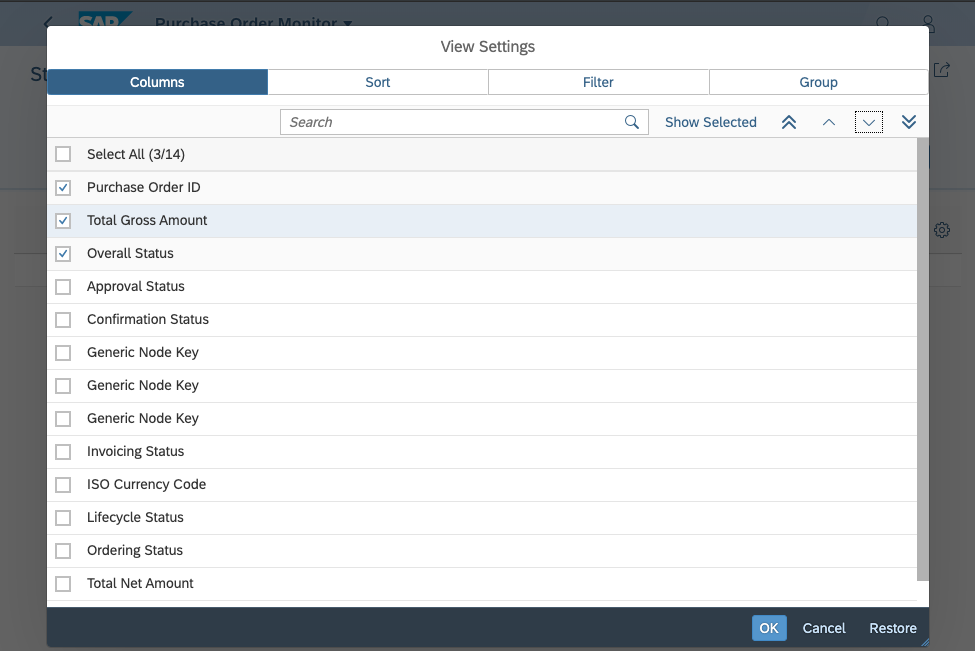 SAP Purchase Order Monitor
View Settings
Columns Sort Filter Group
Search Show Selected
Select All (3/14)
Purchase Order ID
Total Gross Amount
Overall Status
Approval Status
Confirmation Status
Generic Node Key
Generic Node Key
Generic Node Key
Invoicing Status
ISO Currency Code
Lifecycle Status
Ordering Status
Total Net Amount
OK Cancel Restore